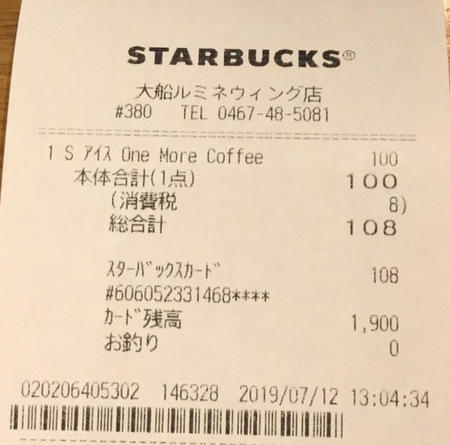 STARBUCKS®
大船ルミネウィング店
#380 TEL 0467-48-5081
1 S アイス One More Coffee 100
本体合計(1点) 100
(消費税 8)
総合計 108
スターバックスカード 108
#606052331468****
カード残高 1,900
お釣り 0
020206405302 146328 2019/07/12 13:04:34